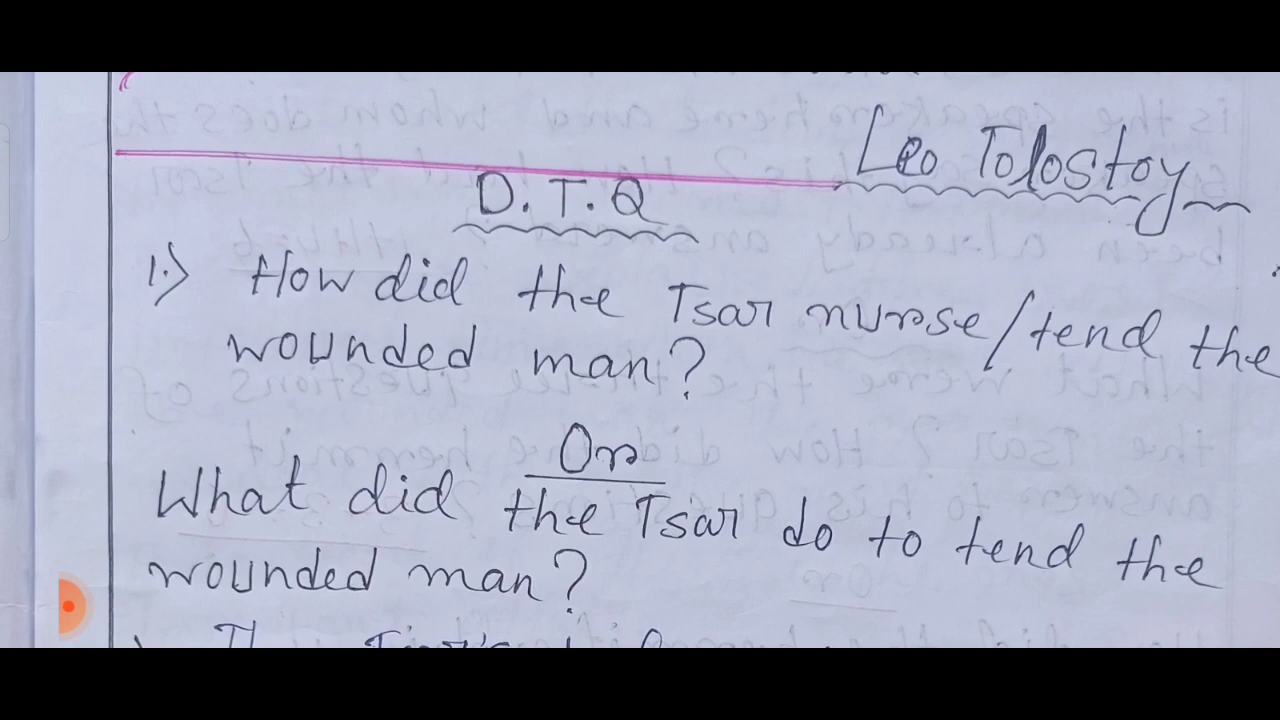 Leo Tolostoy
D.T.Q
1.) How did the Tsar nurse/tend the
wounded man?
Or
What did the Tsar do to tend the
wounded man?